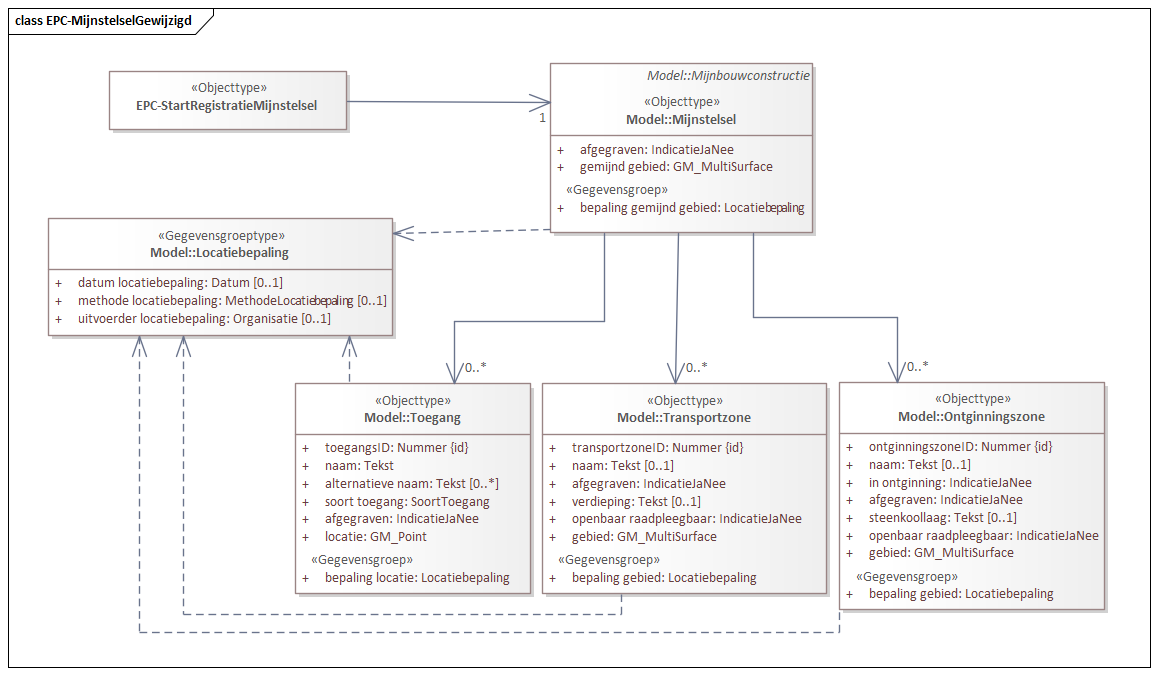 class EPC-MijnstelselGewijzigd
«Objecttype»
EPC-StartRegistratieMijnstelsel
1
Model::Mijnbouwconstructie
«Objecttype»
Model::Mijnstelsel
+ afgegraven: IndicatieJaNee
+ gemijnd gebied: GM_MultiSurface
«Gegevensgroep»
+ bepaling gemijnd gebied: Locatiebepaling
«Gegevensgroeptype»
Model::Locatiebepaling
+ datum locatiebepaling: Datum [0..1]
+ methode locatiebepaling: MethodeLocatiebepaling [0..1]
+ uitvoerder locatiebepaling: Organisatie [0..1]
0..*
0..*
0..*
«Objecttype»
Model::Toegang
+ toegangsID: Nummer {id}
+ naam: Tekst
+ alternatieve naam: Tekst [0..*]
+ soort toegang: SoortToegang
+ afgegraven: IndicatieJaNee
+ locatie: GM_Point
«Gegevensgroep»
+ bepaling locatie: Locatiebepaling
«Objecttype»
Model::Transportzone
+ transportzoneID: Nummer {id}
+ naam: Tekst [0..1]
+ afgegraven: IndicatieJaNee
+ verdieping: Tekst [0..1]
+ openbaar raadpleegbaar: IndicatieJaNee
+ gebied: GM_MultiSurface
«Gegevensgroep»
+ bepaling gebied: Locatiebepaling
«Objecttype»
Model::Ontginningszone
+ ontginningszoneID: Nummer {id}
+ naam: Tekst [0..1]
+ in ontginning: IndicatieJaNee
+ afgegraven: IndicatieJaNee
+ steenkoollaag: Tekst [0..1]
+ openbaar raadpleegbaar: IndicatieJaNee
+ gebied: GM_MultiSurface
«Gegevensgroep»
+ bepaling gebied: Locatiebepaling